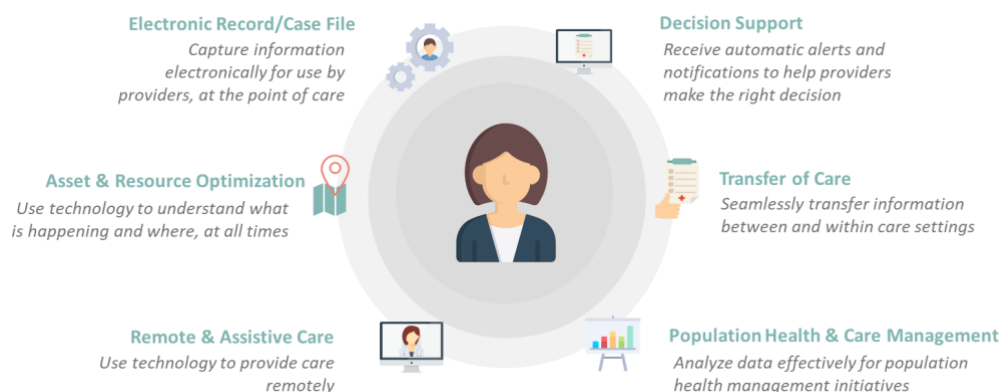 Electronic Record/Case File
Capture information
electronically for use by
providers, at the point of care
Decision Support
Receive automatic alerts and
notifications to help providers
make the right decision
Asset & Resource Optimization
Use technology to understand what
is happening and where, at all times
Transfer of Care
Seamlessly transfer information
between and within care settings
Remote & Assistive Care
Use technology to provide care
remotely
Population Health & Care Management
Analyze data effectively for population
health management initiatives